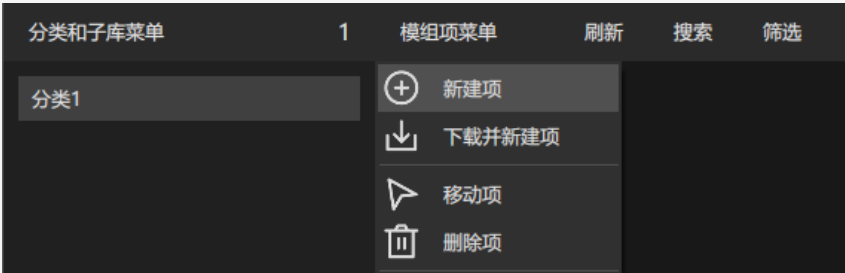 分类和子库菜单 1 模组项菜单 刷新 搜索 筛选
分类1
新建项
下载并新建项
移动项
删除项